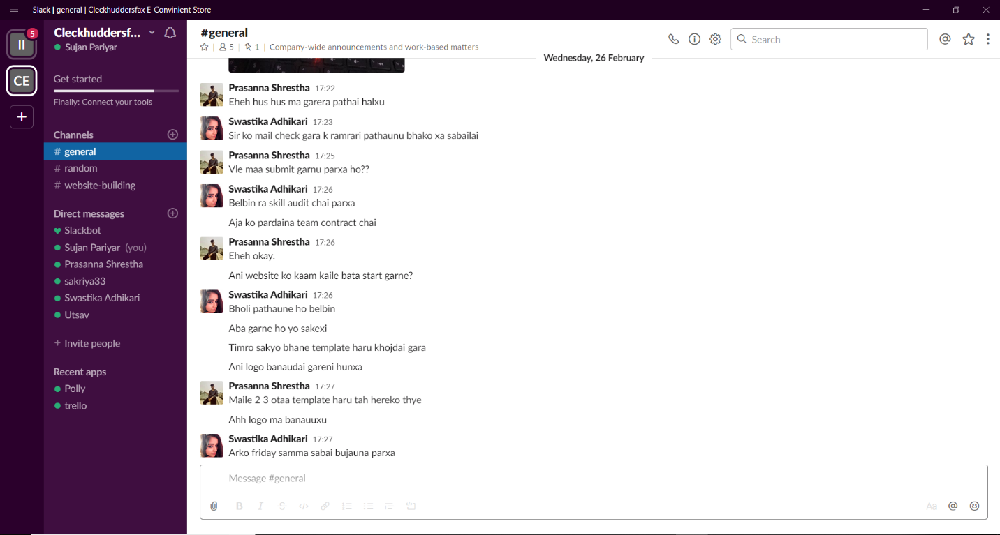 Slack | general | Cleckhuddersfax E-Convinient Store
5
II
CE
+
Cleckhuddersf...
Sujan Pariyar
Get started
Finally: Connect your tools
Channels
# general
# random
# website-building
Direct messages
Slackbot
Sujan Pariyar (you)
Prasanna Shrestha
sakriya33
Swastika Adhikari
Utsav
+ Invite people
Recent apps
Polly
trello
#general
5 | 1 | Company-wide announcements and work-based matters
Search
Wednesday, 26 February
Prasanna Shrestha 17:22
Eheh hus hus ma garera pathai halxu
Swastika Adhikari 17:23
Sir ko mail check gara k ramrari pathaunu bhako xa sabailai
Prasanna Shrestha 17:25
Vle maa submit garnu parxa ho??
Swastika Adhikari 17:26
Belbin ra skill audit chai parxa
Aja ko pardaina team contract chai
Prasanna Shrestha 17:26
Eheh okay.
Ani website ko kaam kaile bata start garne?
Swastika Adhikari 17:26
Bholi pathaune ho belbin
Aba garne ho yo sakexi
Timro sakyo bhane template haru khojdai gara
Ani logo banaudai gareni hunxa
Prasanna Shrestha 17:27
Maile 2 3 otaa template haru tah hereko thye
Ahh logo ma banauuxu
Swastika Adhikari 17:27
Arko friday samma sabai bujauna parxa
Message #general
B I S </> Aa @